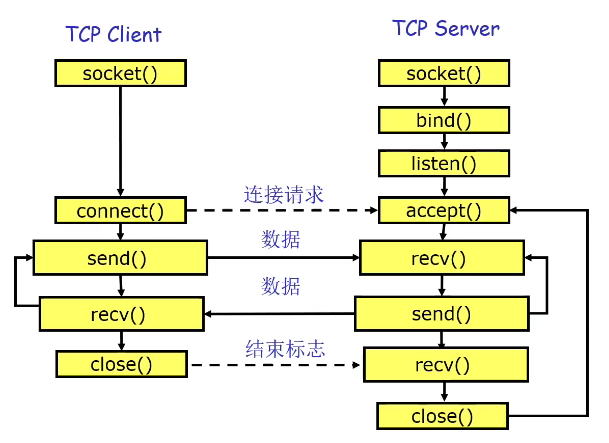 TCP Client
TCP Server
socket()
socket()
bind()
listen()
connect()
连接请求
accept()
send()
数据
recv()
recv()
数据
send()
close()
结束标志
recv()
close()